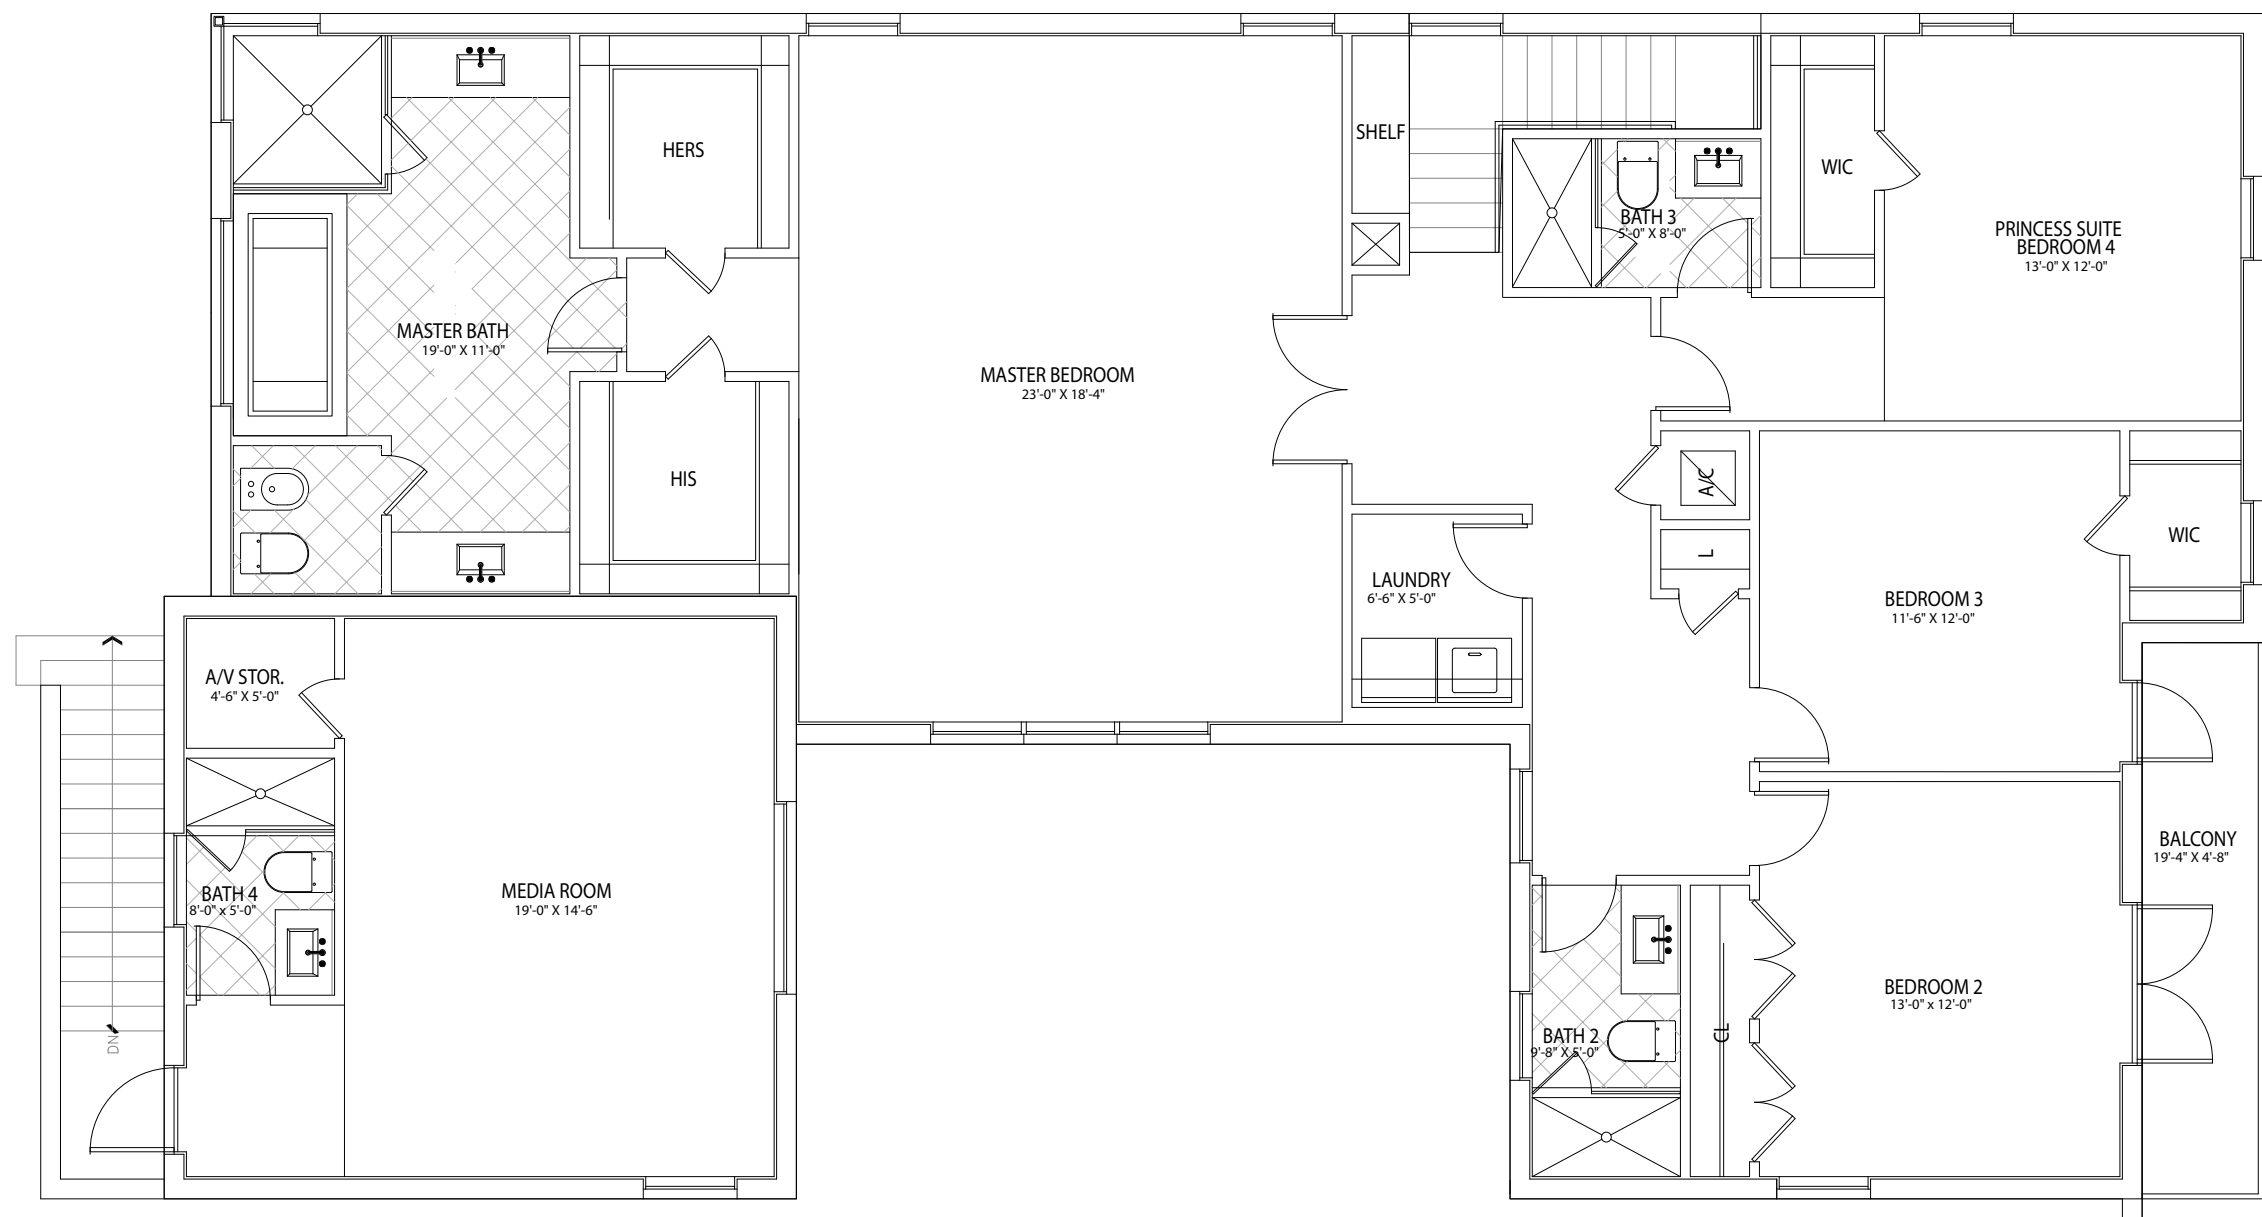 HERS
SHELF
WIC
BATH 3
5'-0" X 8'-0"
PRINCESS SUITE
BEDROOM 4
13'-0" X 12'-0"
MASTER BATH
19'-0" X 11'-0"
MASTER BEDROOM
23'-0" X 18'-4"
HIS
A/C
WIC
L
LAUNDRY
6'-6" X 5'-0"
BEDROOM 3
11'-6" X 12'-0"
A/V STOR.
4'-6" X 5'-0"
BALCONY
19'-4" X 4'-8"
BATH 4
8'-0" x 5'-0"
MEDIA ROOM
19'-0" X 14'-6"
BEDROOM 2
13'-0" x 12'-0"
DN
BATH 2
9'-8" X 5'-0"
CL